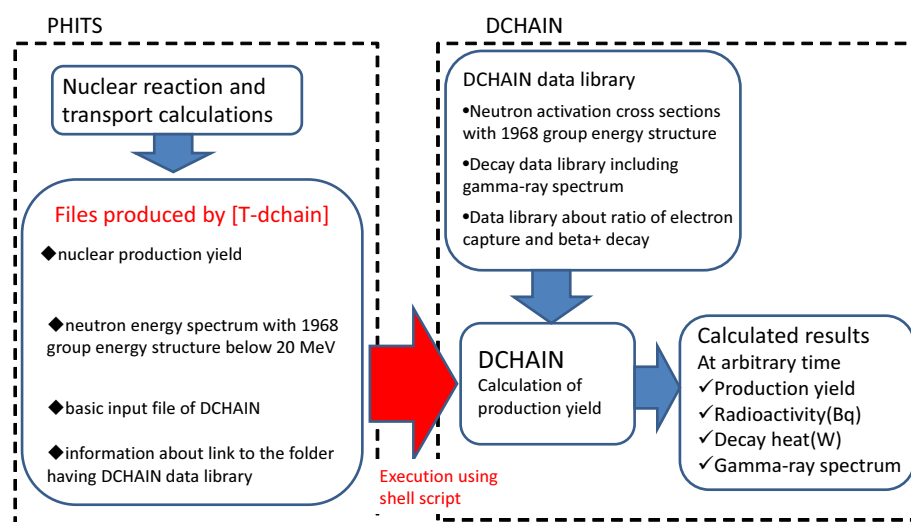 PHITS
Nuclear reaction and
transport calculations
Files produced by [T-dchain]
◆nuclear production yield
◆neutron energy spectrum with 1968
group energy structure below 20 MeV
◆basic input file of DCHAIN
◆information about link to the folder
having DCHAIN data library
Execution using
shell script
DCHAIN
DCHAIN data library
•Neutron activation cross sections
with 1968 group energy structure
•Decay data library including
gamma-ray spectrum
•Data library about ratio of electron
capture and beta+ decay
DCHAIN
Calculation of
production yield
Calculated results
At arbitrary time
✓Production yield
✓Radioactivity(Bq)
✓Decay heat(W)
✓Gamma-ray spectrum